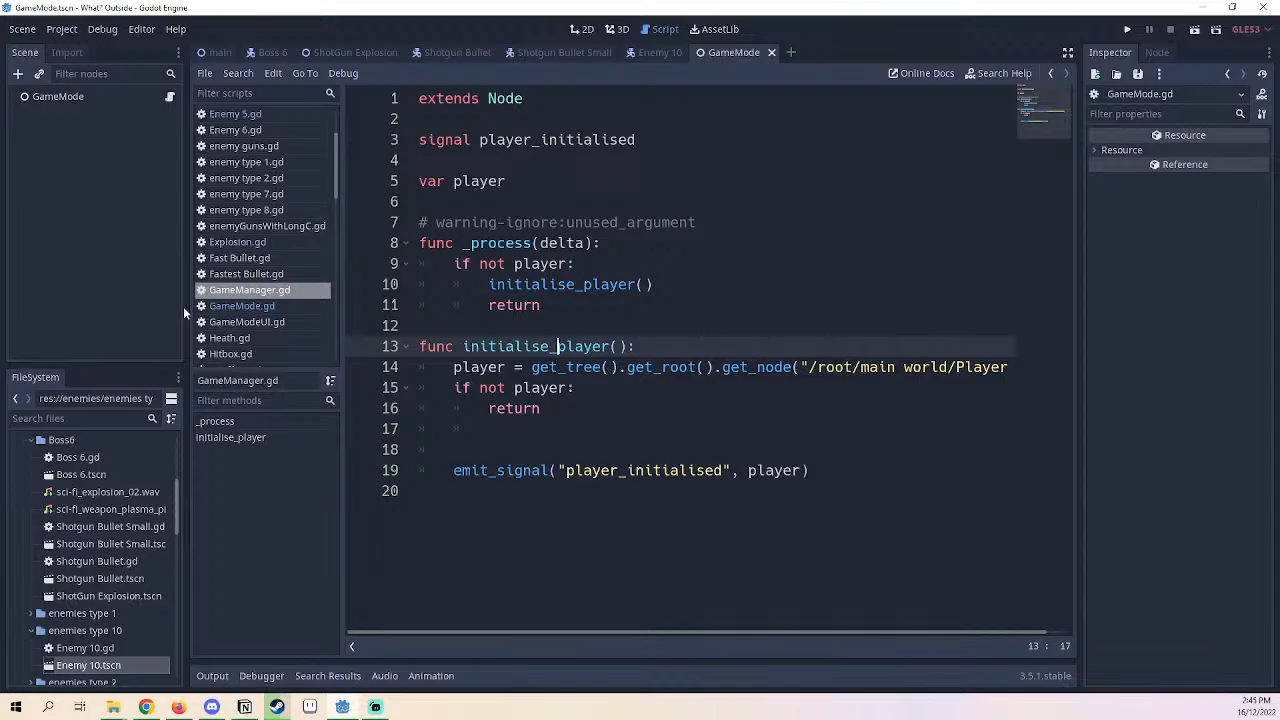 GameMode.tscn - What? Outside - Godot Engine
Scene Project Debug Editor Help
2D 3D Script AssetLib
GLES3
Scene Import
main Boss 6 ShotGun Explosion Shotgun Bullet Shotgun Bullet Small Enemy 10 GameMode
Inspector Node
Filter nodes
File Search Edit Go To Debug
Online Docs Search Help
GameMode
Filter scripts
Enemy 5.gd
Enemy 6.gd
enemy guns.gd
enemy type 1.gd
enemy type 2.gd
enemy type 7.gd
enemy type 8.gd
enemyGunsWithLongC.gd
Explosion.gd
Fast Bullet.gd
Fastest Bullet.gd
GameManager.gd
GameMode.gd
GameModeUI.gd
Heath.gd
Hitbox.gd
GameManager.gd
Filter methods
_process
initialise_player
1 extends Node
2
3 signal player_initialised
4
5 var player
6
7 # warning-ignore:unused_argument
8 func _process(delta):
9 if not player:
10 initialise_player()
11 return
12
13 func initialise_player():
14 player = get_tree().get_root().get_node("/root/main world/Player
15 if not player:
16 return
17
18
19 emit_signal("player_initialised", player)
20
13 : 17
GameManager.gd
Filter properties
Resource
Resource
Reference
FileSystem
res://enemies/enemies ty
Search files
Boss6
Boss 6.gd
Boss 6.tscn
sci-fi_explosion_02.wav
sci-fi_weapon_plasma_pi
Shotgun Bullet Small.gd
Shotgun Bullet Small.tsc
Shotgun Bullet.gd
Shotgun Bullet.tscn
ShotGun Explosion.tscn
enemies type 1
enemies type 10
Enemy 10.gd
Enemy 10.tscn
enemies type 2
Output Debugger Search Results Audio Animation
3.5.1.stable
2:45 PM
16/12/2022